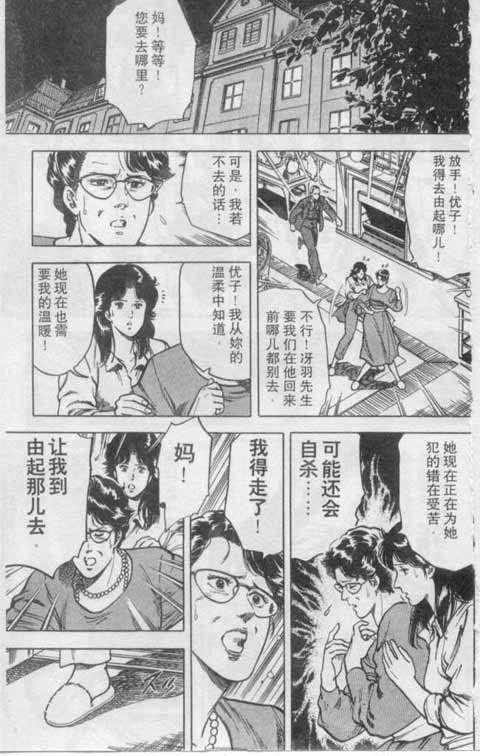 妈！等等！
您要去哪里？
放手！优子！
我得去由起哪儿！
不行！冴羽先生
要我们在他回来
前哪儿都别去．
可是．我若
不去的话…
优子！我从妳的
温柔中知道．
她现在也需
要我的温暖！
她现在正在为她
犯的错在受苦．
可能还会
自杀……
我得走了！
妈！
让我到
由起那儿去．
ズル